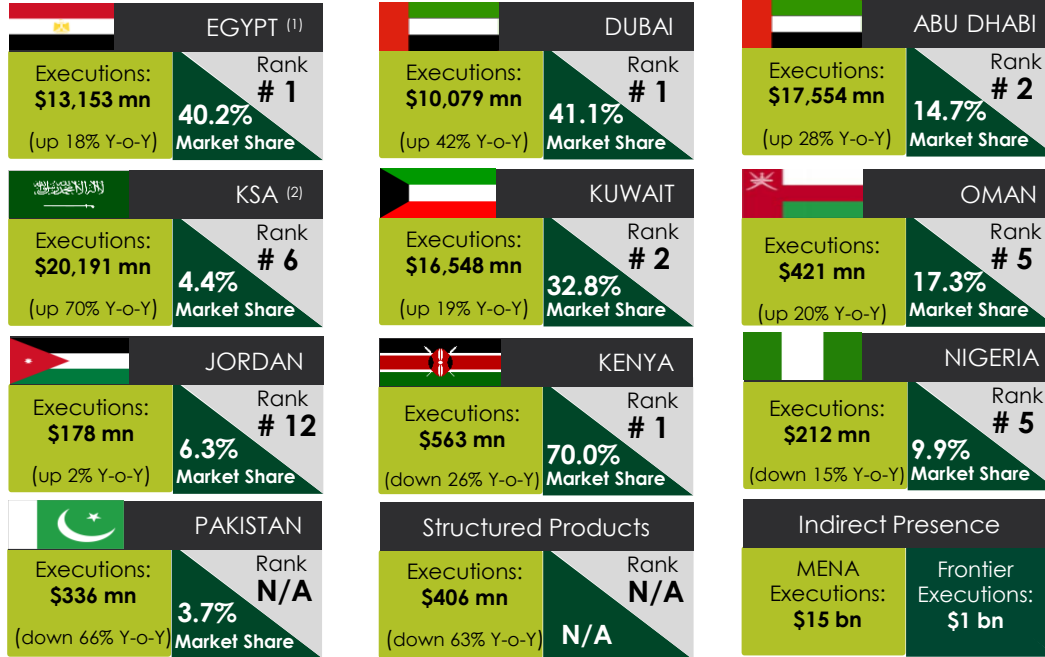 EGYPT (1)
Executions:
$13,153 mn
(up 18% Y-o-Y)
40.2%
Market Share
Rank
# 1
DUBAI
Executions:
$10,079 mn
(up 42% Y-o-Y)
41.1%
Market Share
Rank
# 1
ABU DHABI
Executions:
$17,554 mn
(up 28% Y-o-Y)
14.7%
Market Share
Rank
# 2
KSA (2)
Executions:
$20,191 mn
(up 70% Y-o-Y)
4.4%
Market Share
Rank
# 6
KUWAIT
Executions:
$16,548 mn
(up 19% Y-o-Y)
32.8%
Market Share
Rank
# 2
OMAN
Executions:
$421 mn
(up 20% Y-o-Y)
17.3%
Market Share
Rank
# 5
JORDAN
Executions:
$178 mn
(up 2% Y-o-Y)
6.3%
Market Share
Rank
# 12
KENYA
Executions:
$563 mn
(down 26% Y-o-Y)
70.0%
Market Share
Rank
# 1
NIGERIA
Executions:
$212 mn
(down 15% Y-o-Y)
9.9%
Market Share
Rank
# 5
PAKISTAN
Executions:
$336 mn
(down 66% Y-o-Y)
3.7%
Market Share
Rank
N/A
Structured Products
Executions:
$406 mn
(down 63% Y-o-Y)
N/A
Rank
N/A
Indirect Presence
MENA
Executions:
$15 bn
Frontier
Executions:
$1 bn